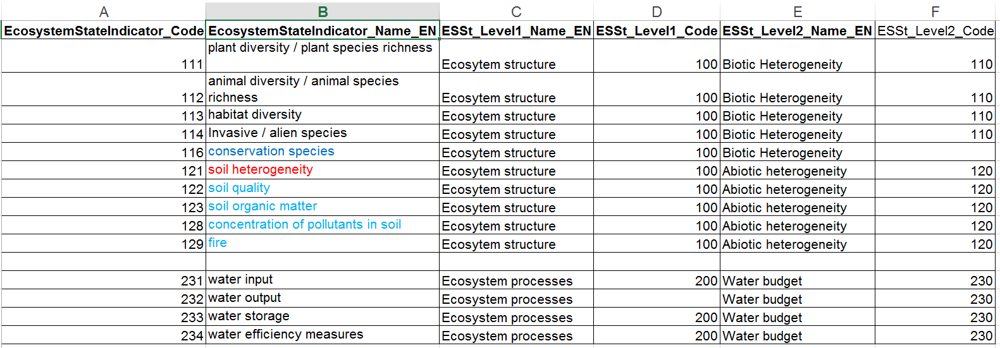 A B C D E F
EcosystemStateIndicator_Code EcosystemStateIndicator_Name_EN ESSt_Level1_Name_EN ESSt_Level1_Code ESSt_Level2_Name_EN ESSt_Level2_Code
111 plant diversity / plant species richness Ecosytem structure 100 Biotic Heterogeneity 110
112 animal diversity / animal species richness Ecosytem structure 100 Biotic Heterogeneity 110
113 habitat diversity Ecosytem structure 100 Biotic Heterogeneity 110
114 Invasive / alien species Ecosytem structure 100 Biotic Heterogeneity 110
116 conservation species Ecosytem structure 100 Biotic Heterogeneity
121 soil heterogeneity Ecosytem structure 100 Abiotic heterogeneity 120
122 soil quality Ecosytem structure 100 Abiotic heterogeneity 120
123 soil organic matter Ecosytem structure 100 Abiotic heterogeneity 120
128 concentration of pollutants in soil Ecosytem structure 100 Abiotic heterogeneity 120
129 fire Ecosytem structure 100 Abiotic heterogeneity 120
231 water input Ecosystem processes 200 Water budget 230
232 water output Ecosystem processes Water budget 230
233 water storage Ecosystem processes 200 Water budget 230
234 water efficiency measures Ecosystem processes 200 Water budget 230